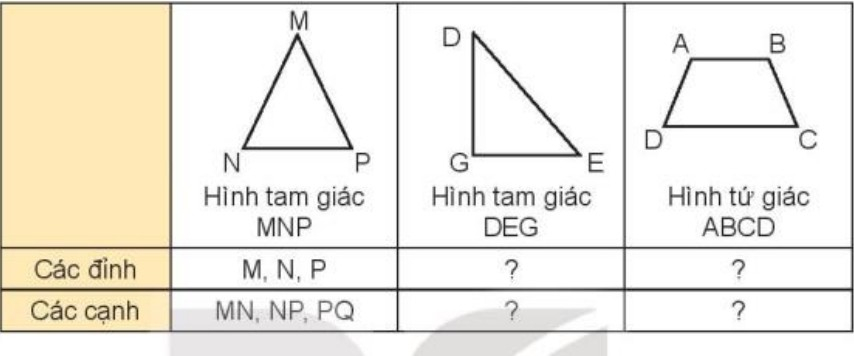 M
N
P
Hình tam giác
MNP
D
G
E
Hình tam giác
DEG
A
B
D
C
Hình tứ giác
ABCD
Các đỉnh
M, N, P
?
?
Các cạnh
MN, NP, PQ
?
?